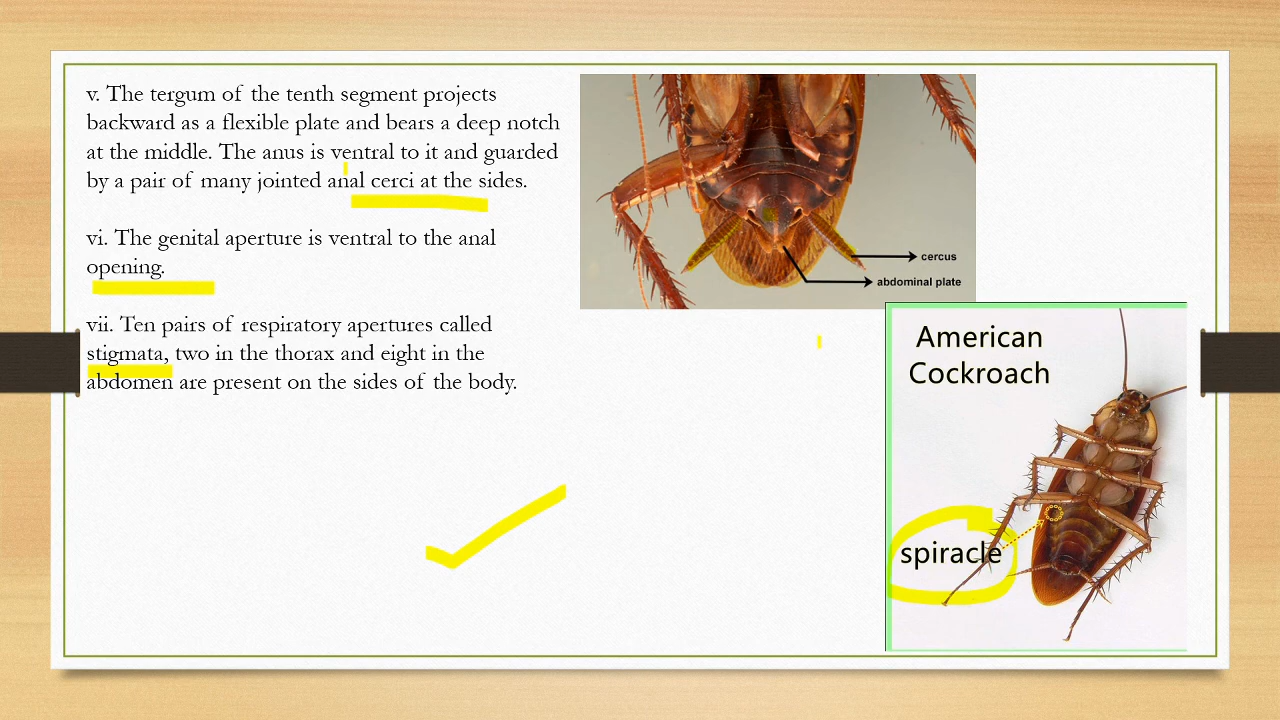 v. The tergum of the tenth segment projects
backward as a flexible plate and bears a deep notch
at the middle. The anus is ventral to it and guarded
by a pair of many jointed anal cerci at the sides.
vi. The genital aperture is ventral to the anal
opening.
vii. Ten pairs of respiratory apertures called
stigmata, two in the thorax and eight in the
abdomen are present on the sides of the body.
cercus
abdominal plate
American
Cockroach
spiracle